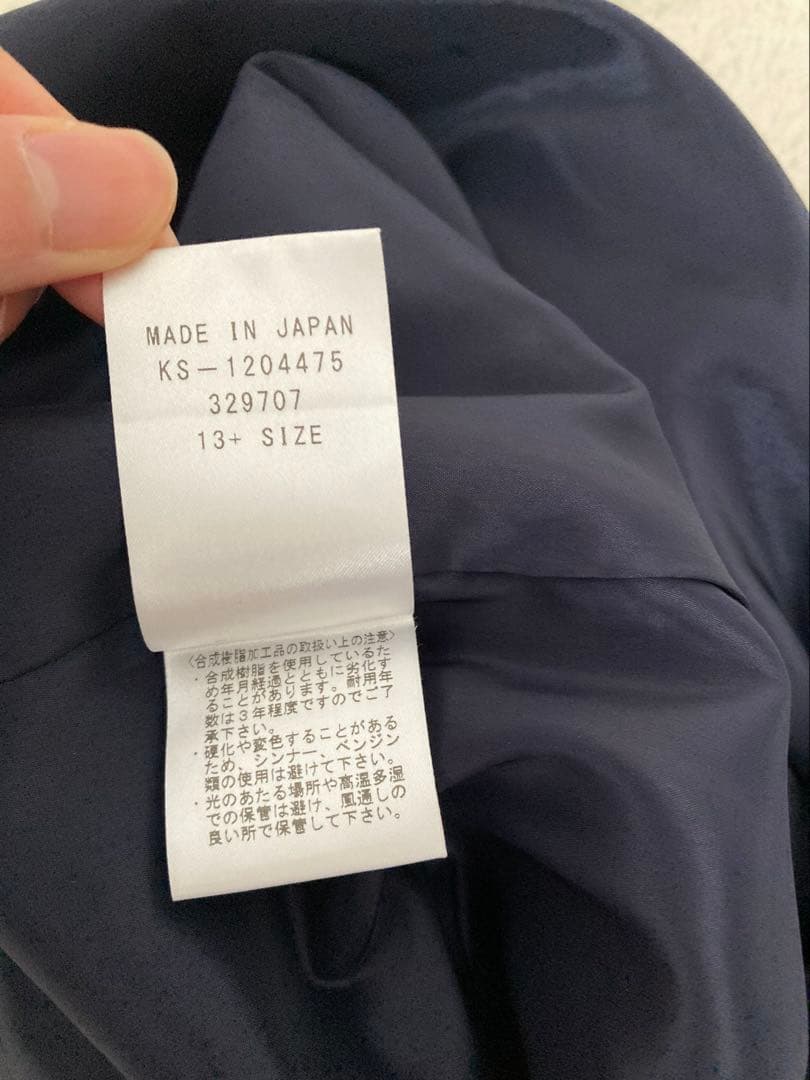 MADE IN JAPAN
KS-1204475
329707
13+ SIZE
〈合成樹脂加工品の取扱い上の注意〉
・合成樹脂を使用しているた
め年月経過とともに劣化す
ることがあります。耐用年
数は3年程度ですのでご了
承下さい。
・硬化や変色することがある
ため、シンナー、ベンジン
類の使用は避けて下さい。
・光のあたる場所や高温多湿
での保管は避け、風通しの
良い所で保管して下さい。